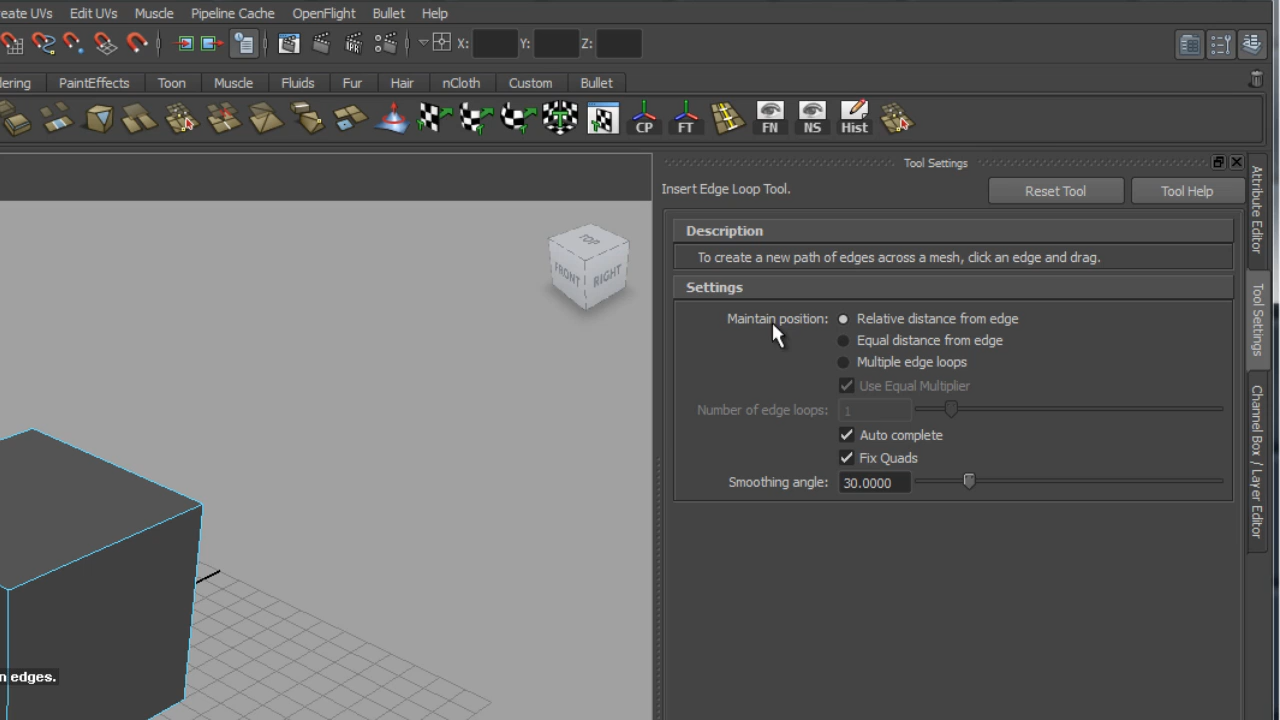 eate UVs Edit UVs Muscle Pipeline Cache OpenFlight Bullet Help
IPR X: Y: Z:
ering PaintEffects Toon Muscle Fluids Fur Hair nCloth Custom Bullet
CP FT FN NS Hist
Tool Settings
Insert Edge Loop Tool. Reset Tool Tool Help
Description
To create a new path of edges across a mesh, click an edge and drag.
Settings
Maintain position: Relative distance from edge
Equal distance from edge
Multiple edge loops
Use Equal Multiplier
Number of edge loops: 1
Auto complete
Fix Quads
Smoothing angle: 30.0000
Attribute Editor
Tool Settings
Channel Box / Layer Editor
TOP
FRONT RIGHT
n edges.